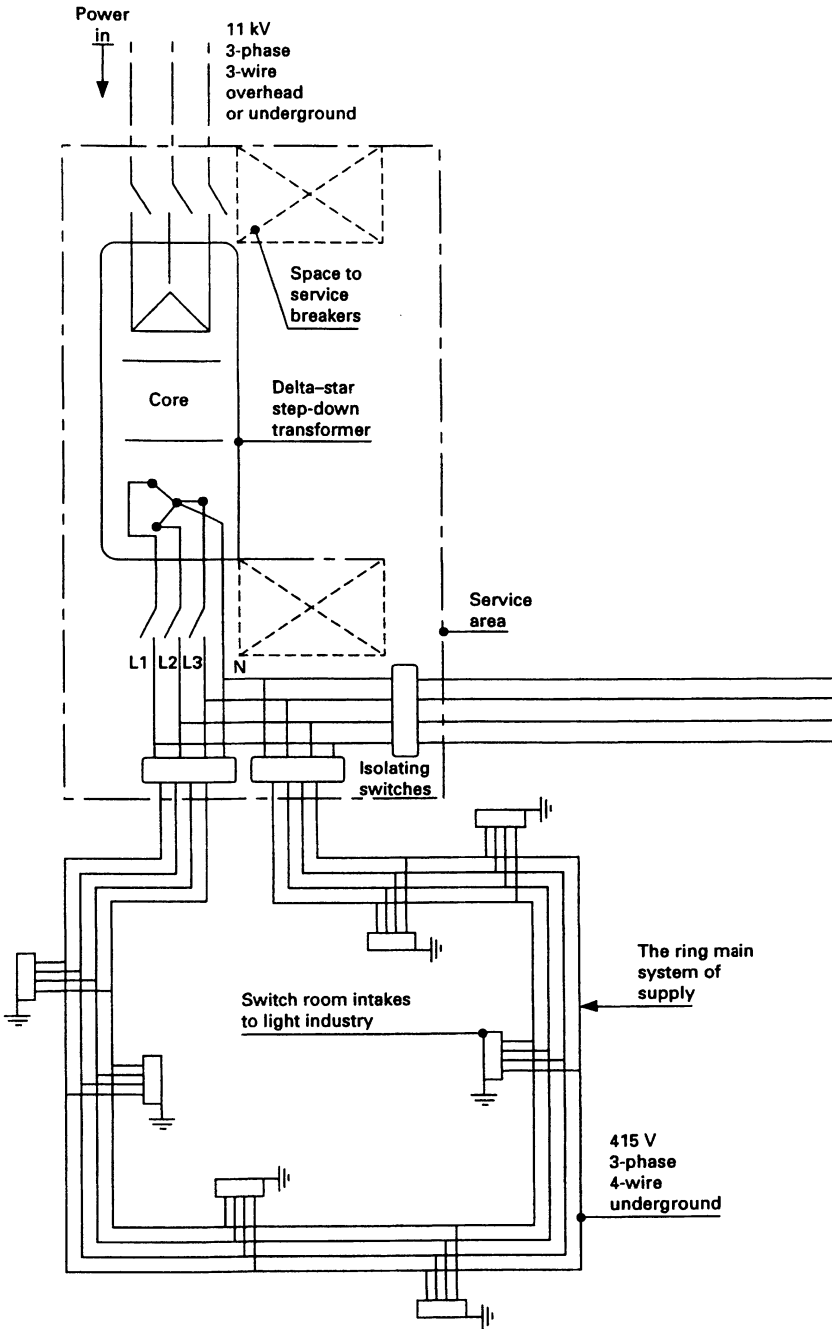 Power
in
11 kV
3-phase
3-wire
overhead
or underground
Space to
service
breakers
Core
Delta–star
step-down
transformer
Service
area
L1 L2 L3 N
Isolating
switches
The ring main
system of
supply
Switch room intakes
to light industry
415 V
3-phase
4-wire
underground